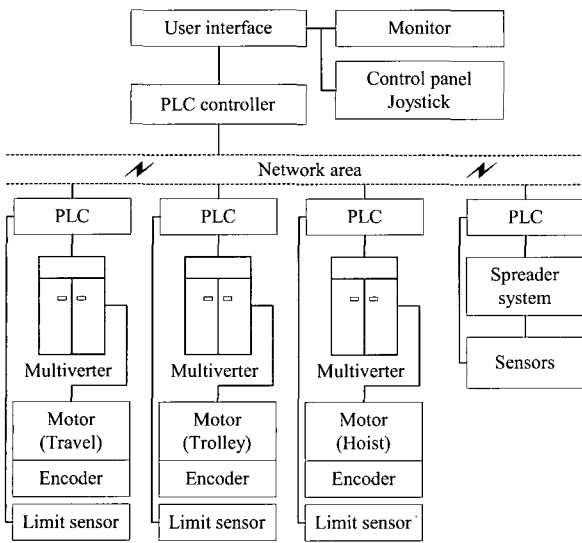 User interface
Monitor
Control panel
Joystick
PLC controller
Network area
PLC
PLC
PLC
PLC
Spreader
system
Sensors
Multiverter
Multiverter
Multiverter
Motor
(Travel)
Encoder
Limit sensor
Motor
(Trolley)
Encoder
Limit sensor
Motor
(Hoist)
Encoder
Limit sensor